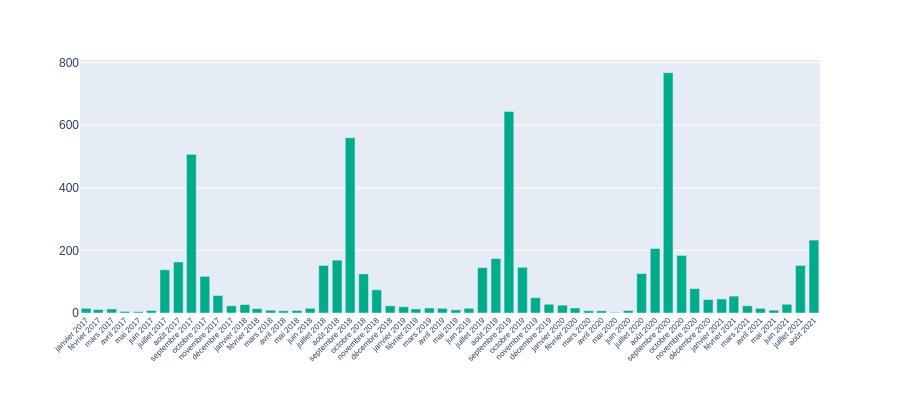 800
600
400
200
0
janvier 2017
février 2017
mars 2017
avril 2017
mai 2017
juin 2017
juillet 2017
août 2017
septembre 2017
octobre 2017
novembre 2017
décembre 2017
janvier 2018
février 2018
mars 2018
avril 2018
mai 2018
juin 2018
juillet 2018
août 2018
septembre 2018
octobre 2018
novembre 2018
décembre 2018
janvier 2019
février 2019
mars 2019
avril 2019
mai 2019
juin 2019
juillet 2019
août 2019
septembre 2019
octobre 2019
novembre 2019
décembre 2019
janvier 2020
février 2020
mars 2020
avril 2020
mai 2020
juin 2020
juillet 2020
août 2020
septembre 2020
octobre 2020
novembre 2020
décembre 2020
janvier 2021
février 2021
mars 2021
avril 2021
mai 2021
juin 2021
juillet 2021
août 2021